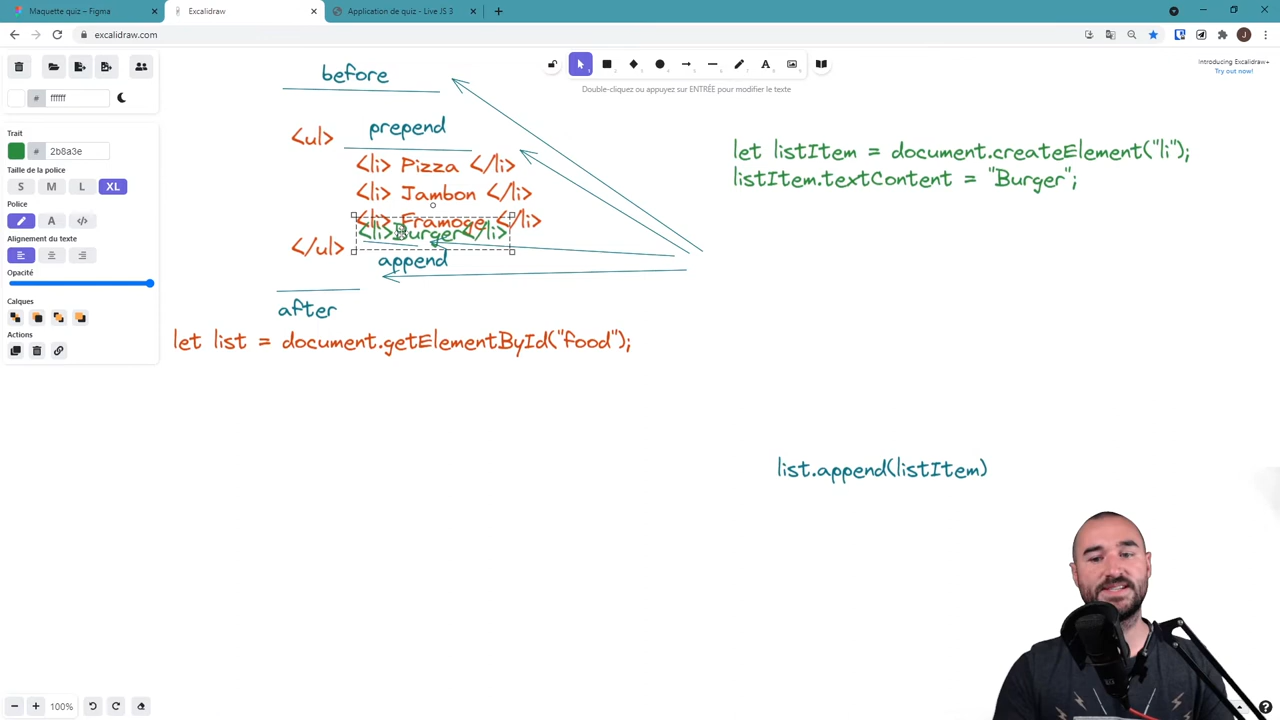 Maquette quiz – Figma
Excalidraw
Application de quiz - Live JS 3
excalidraw.com
J
Introducing Excalidraw+
Try out now!
Double-cliquez ou appuyez sur ENTRÉE pour modifier le texte
# ffffff
Trait
# 2b8a3e
Taille de la police
S M L XL
Police
A </>
Alignement du texte
Opacité
Calques
Actions
before
<ul>
prepend
<li> Pizza </li>
<li> Jambon </li>
<li> Framoge </li>
<li>Burger</li>
</ul>
append
after
let list = document.getElementById("food");
let listItem = document.createElement("li");
listItem.textContent = "Burger";
list.append(listItem)
100%